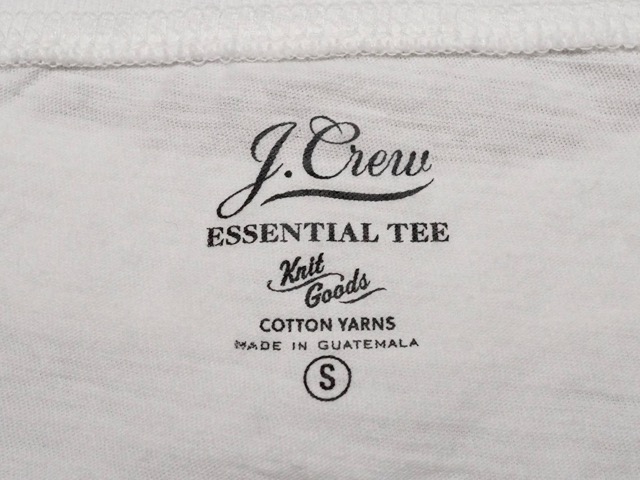 J.Crew
ESSENTIAL TEE
Knit
Goods
COTTON YARNS
MADE IN GUATEMALA
S